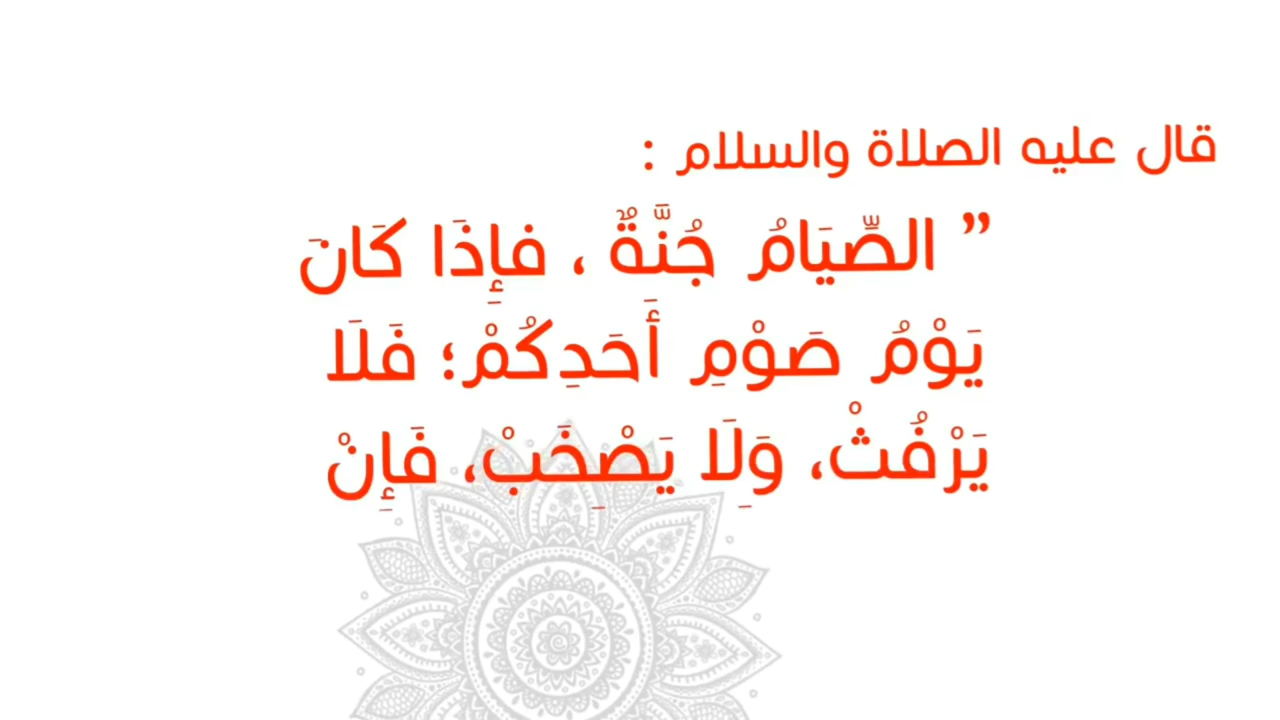 قال عليه الصلاة والسلام :
” الصِّيَامُ جُنَّةٌ ، فإِذَا كَانَ
يَوْمُ صَوْمِ أَحَدِكُمْ؛ فَلَا
يَرْفُثْ، وَلَِا يَصْخَِبْ، فَإِنْ